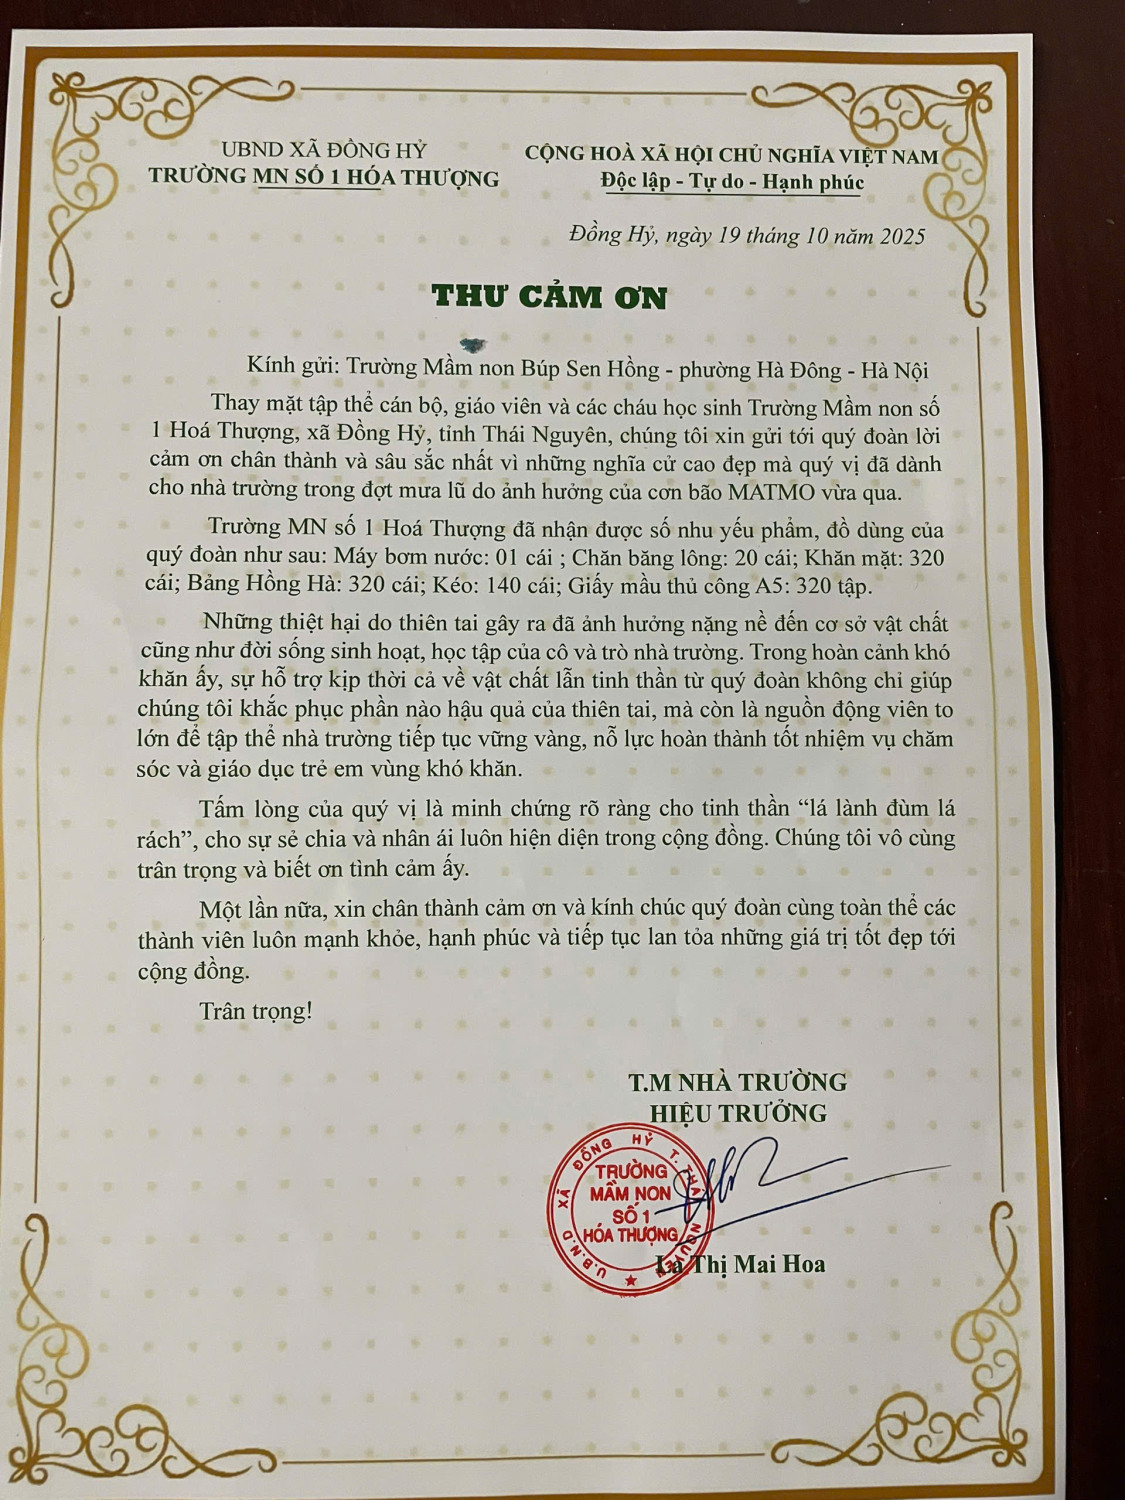 UBND XÃ ĐỒNG HỶ
TRƯỜNG MN SỐ 1 HÓA THƯỢNG
CỘNG HOÀ XÃ HỘI CHỦ NGHĨA VIỆT NAM
Độc lập - Tự do - Hạnh phúc
Đồng Hỷ, ngày 19 tháng 10 năm 2025
THƯ CẢM ƠN
Kính gửi: Trường Mầm non Búp Sen Hồng - phường Hà Đông - Hà Nội
Thay mặt tập thể cán bộ, giáo viên và các cháu học sinh Trường Mầm non số
1 Hoá Thượng, xã Đồng Hỷ, tỉnh Thái Nguyên, chúng tôi xin gửi tới quý đoàn lời
cảm ơn chân thành và sâu sắc nhất vì những nghĩa cử cao đẹp mà quý vị đã dành
cho nhà trường trong đợt mưa lũ do ảnh hưởng của cơn bão MATMO vừa qua.
Trường MN số 1 Hoá Thượng đã nhận được số nhu yếu phẩm, đồ dùng của
quý đoàn như sau: Máy bơm nước: 01 cái ; Chăn băng lông: 20 cái; Khăn mặt: 320
cái; Bảng Hồng Hà: 320 cái; Kéo: 140 cái; Giấy mầu thủ công A5: 320 tập.
Những thiệt hại do thiên tai gây ra đã ảnh hưởng nặng nề đến cơ sở vật chất
cũng như đời sống sinh hoạt, học tập của cô và trò nhà trường. Trong hoàn cảnh khó
khăn ấy, sự hỗ trợ kịp thời cả về vật chất lẫn tinh thần từ quý đoàn không chỉ giúp
chúng tôi khắc phục phần nào hậu quả của thiên tai, mà còn là nguồn động viên to
lớn để tập thể nhà trường tiếp tục vững vàng, nỗ lực hoàn thành tốt nhiệm vụ chăm
sóc và giáo dục trẻ em vùng khó khăn.
Tấm lòng của quý vị là minh chứng rõ ràng cho tinh thần “lá lành đùm lá
rách”, cho sự sẻ chia và nhân ái luôn hiện diện trong cộng đồng. Chúng tôi vô cùng
trân trọng và biết ơn tình cảm ấy.
Một lần nữa, xin chân thành cảm ơn và kính chúc quý đoàn cùng toàn thể các
thành viên luôn mạnh khỏe, hạnh phúc và tiếp tục lan tỏa những giá trị tốt đẹp tới
cộng đồng.
Trân trọng!
T.M NHÀ TRƯỜNG
HIỆU TRƯỞNG
U.B.N.D XÃ ĐỒNG HỶ T. THÁI NGUYÊN
TRƯỜNG
MẦM NON
SỐ 1
HÓA THƯỢNG
Lã Thị Mai Hoa